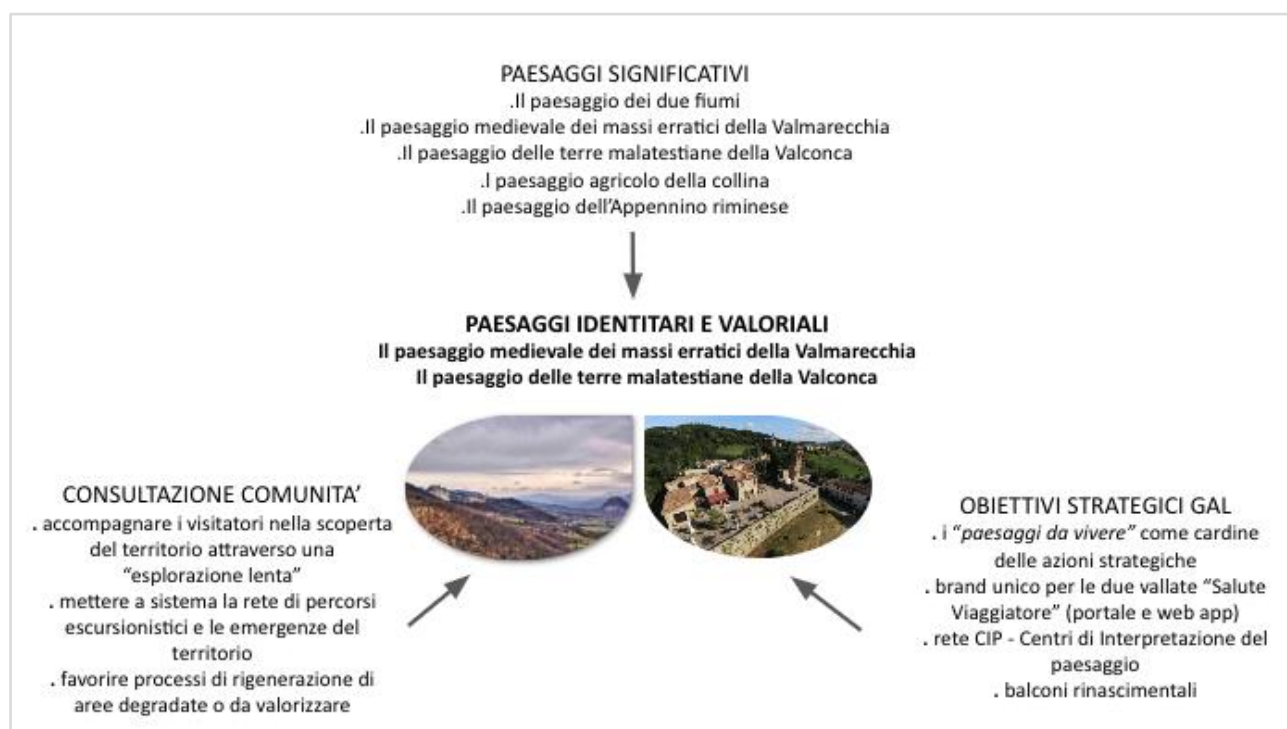 PAESAGGI SIGNIFICATIVI
.Il paesaggio dei due fiumi
.Il paesaggio medievale dei massi erratici della Valmarecchia
.Il paesaggio delle terre malatestiane della Valconca
.l paesaggio agricolo della collina
.Il paesaggio dell'Appennino riminese
PAESAGGI IDENTITARI E VALORIALI
Il paesaggio medievale dei massi erratici della Valmarecchia
Il paesaggio delle terre malatestiane della Valconca
CONSULTAZIONE COMUNITA'
. accompagnare i visitatori nella scoperta
del territorio attraverso una
"esplorazione lenta"
. mettere a sistema la rete di percorsi
escursionistici e le emergenze del
territorio
. favorire processi di rigenerazione di
aree degradate o da valorizzare
OBIETTIVI STRATEGICI GAL
. i "paesaggi da vivere" come cardine
delle azioni strategiche
. brand unico per le due vallate "Salute
Viaggiatore" (portale e web app)
. rete CIP - Centri di Interpretazione del
paesaggio
. balconi rinascimentali